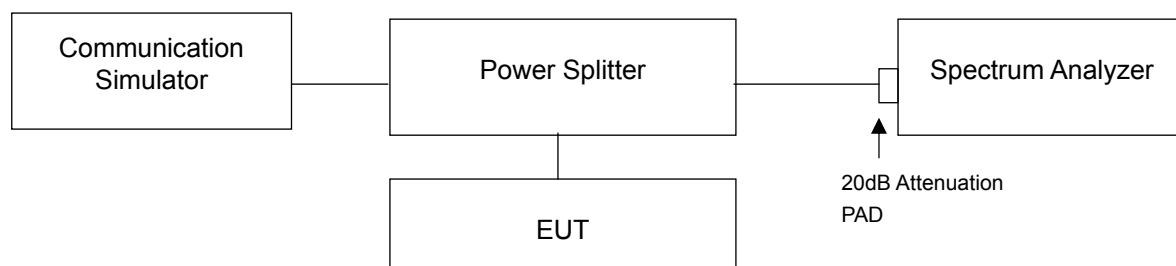 Communication
Simulator
Power Splitter
Spectrum Analyzer
20dB Attenuation
PAD
EUT